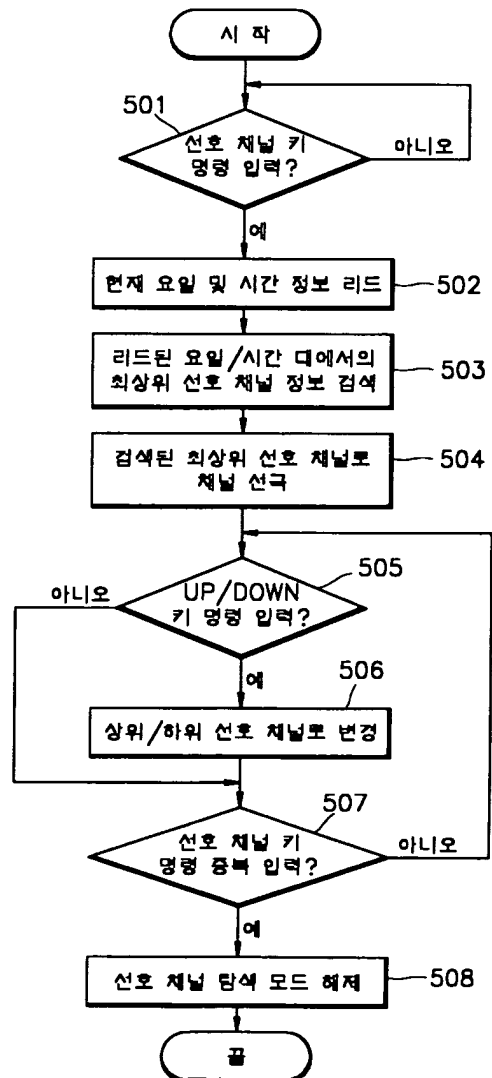 시 작
501
선호 채널 키
명령 입력?
아니오
예
현재 요일 및 시간 정보 리드
502
리드된 요일/시간 대에서의
최상위 선호 채널 정보 검색
503
검색된 최상위 선호 채널로
채널 선국
504
505
UP/DOWN
키 명령 입력?
아니오
예
506
상위/하위 선호 채널로 변경
507
선호 채널 키
명령 중복 입력?
아니오
예
선호 채널 탐색 모드 해제
508
끝